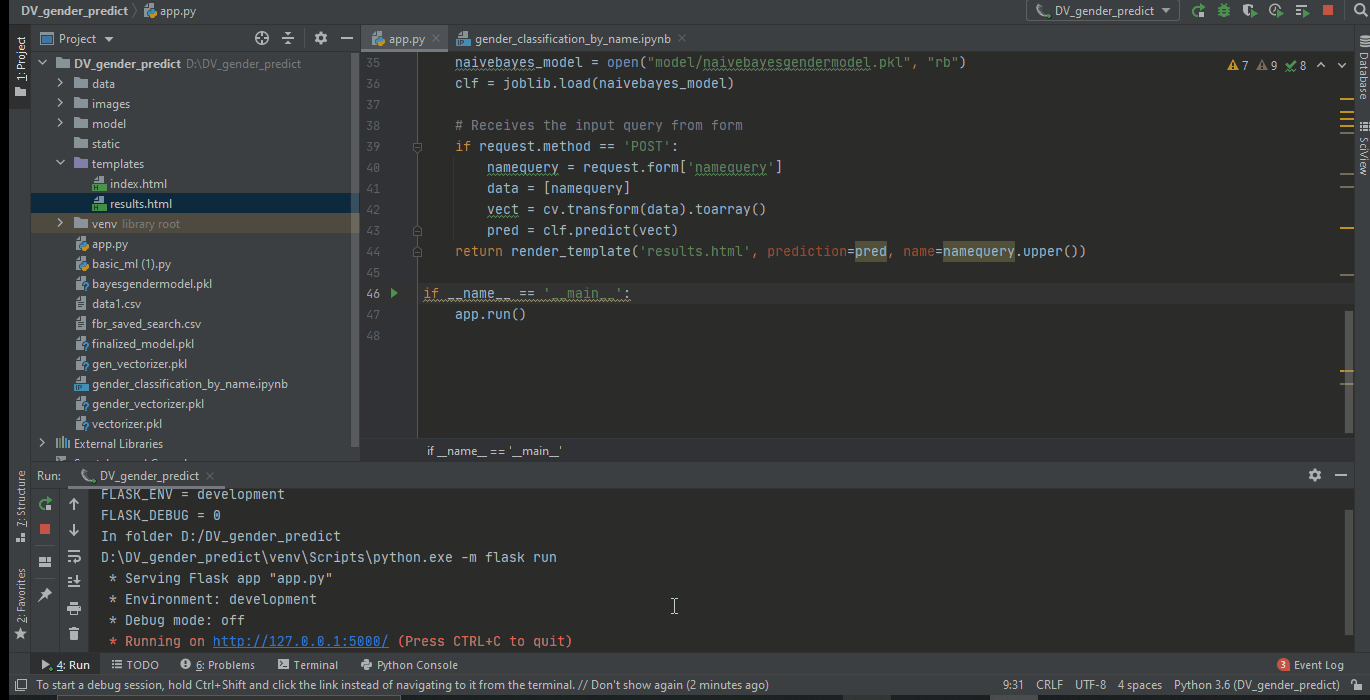 DV_gender_predict app.py
DV_gender_predict
Project
app.py
gender_classification_by_name.ipynb
1: Project
DV_gender_predict D:\DV_gender_predict
data
images
model
static
templates
index.html
results.html
venv library root
app.py
basic_ml (1).py
bayesgendermodel.pkl
data1.csv
fbr_saved_search.csv
finalized_model.pkl
gen_vectorizer.pkl
gender_classification_by_name.ipynb
gender_vectorizer.pkl
vectorizer.pkl
External Libraries
35 naivebayes_model = open("model/naivebayesgendermodel.pkl", "rb")
36 clf = joblib.load(naivebayes_model)
37
38 # Receives the input query from form
39 if request.method == 'POST':
40 namequery = request.form['namequery']
41 data = [namequery]
42 vect = cv.transform(data).toarray()
43 pred = clf.predict(vect)
44 return render_template('results.html', prediction=pred, name=namequery.upper())
45
46 if __name__ == '__main__':
47 app.run()
48
7 9 8
Database
SciView
if __name__ == '__main__'
Run: DV_gender_predict
7: Structure
2: Favorites
FLASK_ENV = development
FLASK_DEBUG = 0
In folder D:/DV_gender_predict
D:\DV_gender_predict\venv\Scripts\python.exe -m flask run
* Serving Flask app "app.py"
* Environment: development
* Debug mode: off
* Running on http://127.0.0.1:5000/ (Press CTRL+C to quit)
4: Run TODO 6: Problems Terminal Python Console 3 Event Log
To start a debug session, hold Ctrl+Shift and click the link instead of navigating to it from the terminal. // Don't show again (2 minutes ago) 9:31 CRLF UTF-8 4 spaces Python 3.6 (DV_gender_predict)